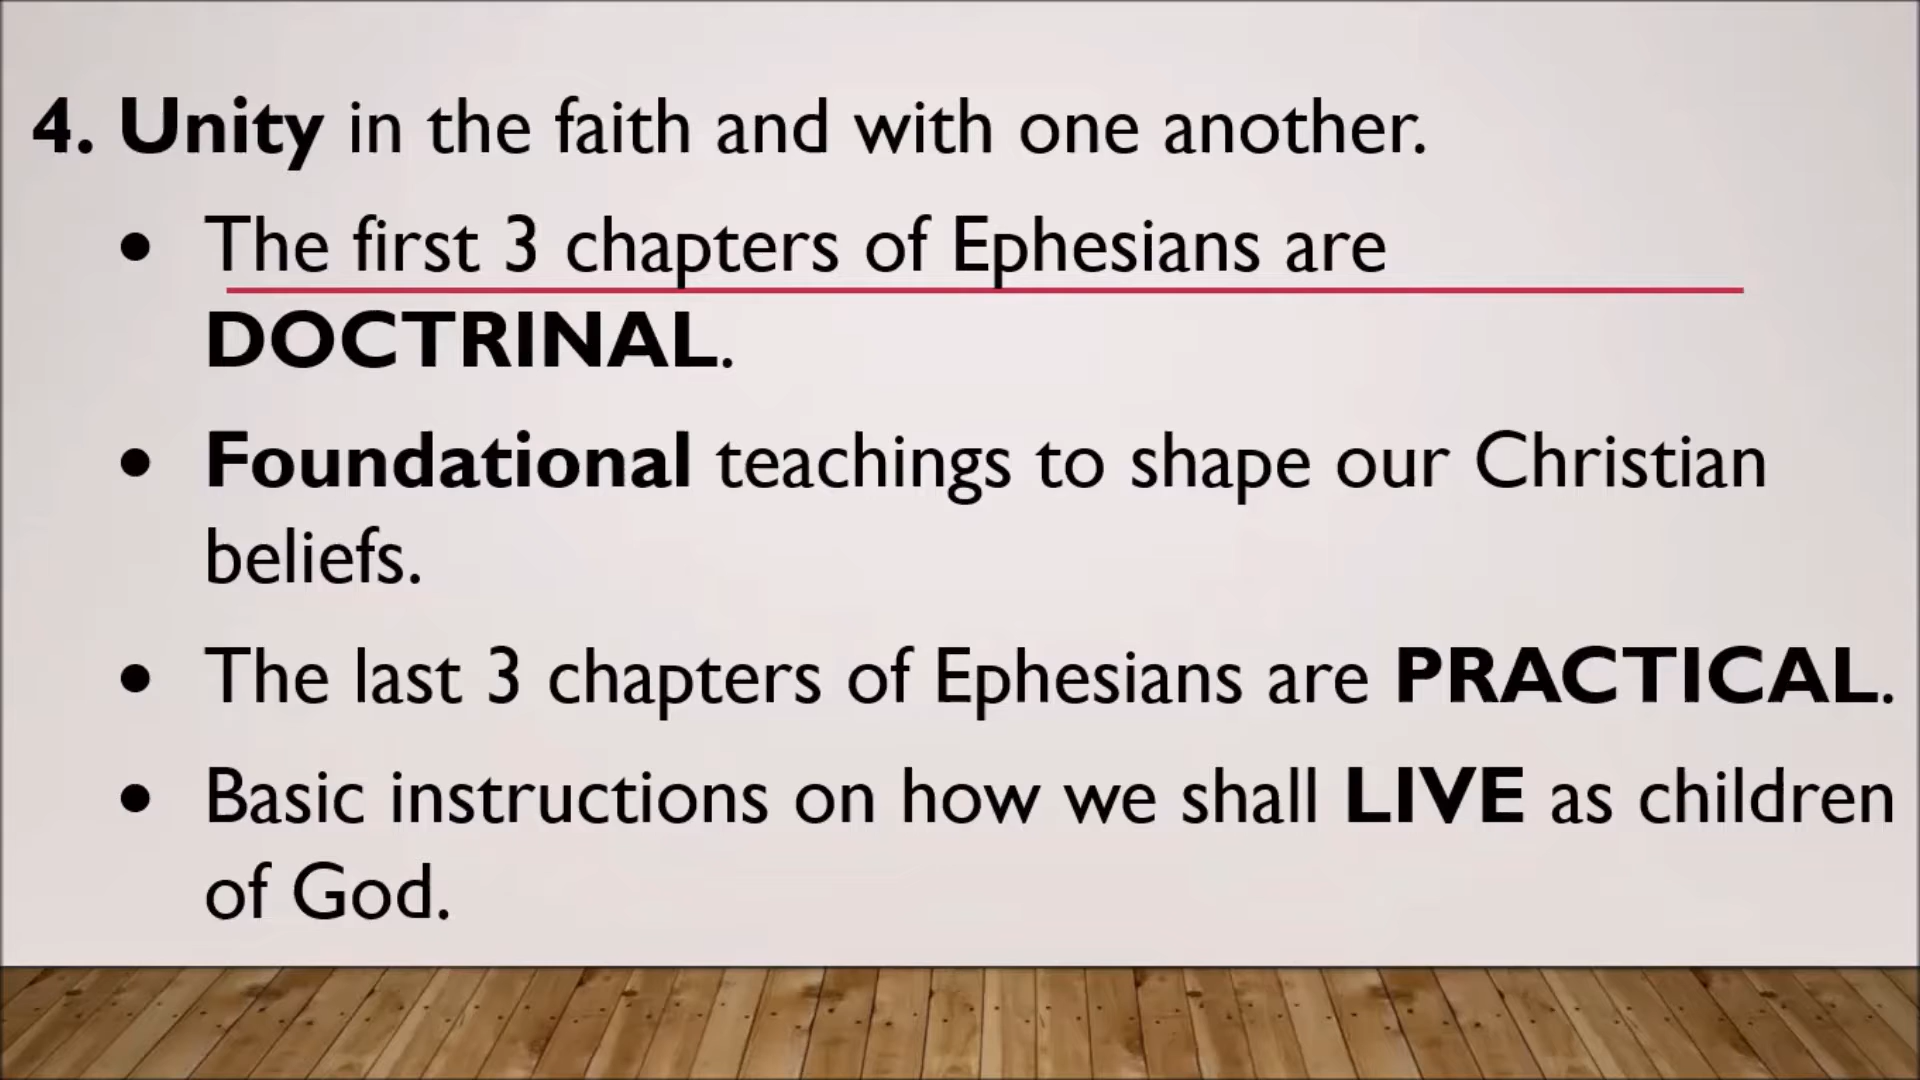 4. Unity in the faith and with one another.
• The first 3 chapters of Ephesians are
DOCTRINAL.
• Foundational teachings to shape our Christian
beliefs.
• The last 3 chapters of Ephesians are PRACTICAL.
• Basic instructions on how we shall LIVE as children
of God.